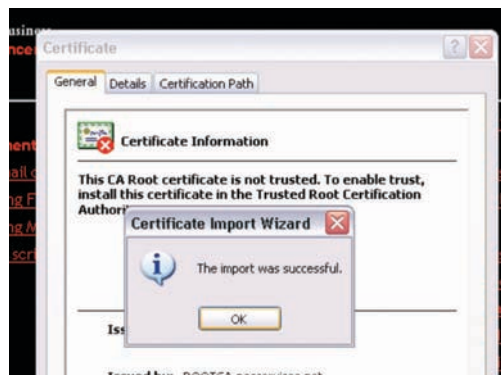 Certificate
General Details Certification Path
Certificate Information
This CA Root certificate is not trusted. To enable trust,
install this certificate in the Trusted Root Certification
Certificate Import Wizard
The import was successful.
OK